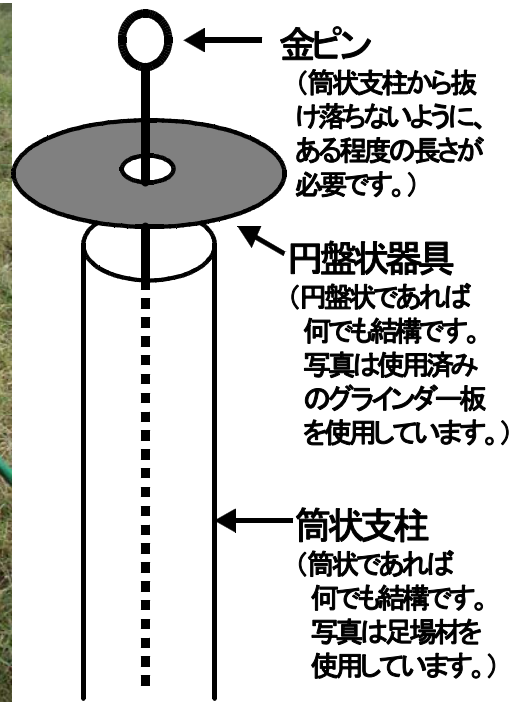 金ピン
（筒状支柱から抜
け落ちないように、
ある程度の長さが
必要です。）
円盤状器具
（円盤状であれば
何でも結構です。
写真は使用済み
のグラインダー板
を使用しています。）
筒状支柱
（筒状であれば
何でも結構です。
写真は足場材を
使用しています。）